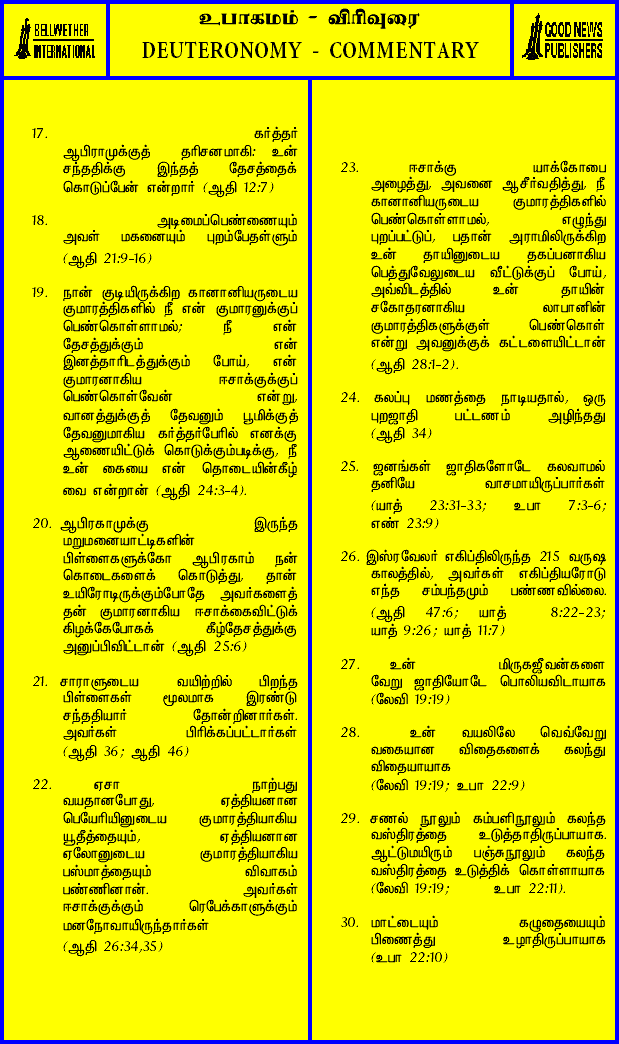 BELLWETHER
INTERNATIONAL
உபாகமம் - விரிவுரை
DEUTERONOMY - COMMENTARY
GOOD NEWS
PUBLISHERS
17. கர்த்தர்
ஆபிராமுக்குத் தரிசனமாகி: உன்
சந்ததிக்கு இந்தத் தேசத்தைக்
கொடுப்பேன் என்றார் (ஆதி 12:7)
18. அடிமைப்பெண்ணையும்
அவள் மகனையும் புறம்பேதள்ளும்
(ஆதி 21:9-16)
19. நான் குடியிருக்கிற கானானியருடைய
குமாரத்திகளில் நீ என் குமாரனுக்குப்
பெண்கொள்ளாமல்; நீ என்
தேசத்துக்கும் என்
இனத்தாரிடத்துக்கும் போய், என்
குமாரனாகிய ஈசாக்குக்குப்
பெண்கொள்வேன் என்று,
வானத்துக்குத் தேவனும் பூமிக்குத்
தேவனுமாகிய கர்த்தர்பேரில் எனக்கு
ஆணையிட்டுக் கொடுக்கும்படிக்கு, நீ
உன் கையை என் தொடையின்கீழ்
வை என்றான் (ஆதி 24:3-4).
20. ஆபிரகாமுக்கு இருந்த
மறுமனையாட்டிகளின்
பிள்ளைகளுக்கோ ஆபிரகாம் நன்
கொடைகளைக் கொடுத்து, தான்
உயிரோடிருக்கும்போதே அவர்களைத்
தன் குமாரனாகிய ஈசாக்கைவிட்டுக்
கிழக்கேபோகக் கீழ்தேசத்துக்கு
அனுப்பிவிட்டான் (ஆதி 25:6)
21. சாராளுடைய வயிற்றில் பிறந்த
பிள்ளைகள் மூலமாக இரண்டு
சந்ததியார் தோன்றினார்கள்.
அவர்கள் பிரிக்கப்பட்டார்கள்
(ஆதி 36; ஆதி 46)
22. ஏசா நாற்பது
வயதானபோது, ஏத்தியனான
பெயேரியினுடைய குமாரத்தியாகிய
யூதீத்தையும், ஏத்தியனான
ஏலோனுடைய குமாரத்தியாகிய
பஸ்மாத்தையும் விவாகம்
பண்ணினான். அவர்கள்
ஈசாக்குக்கும் ரெபேக்காளுக்கும்
மனநோவாயிருந்தார்கள்
(ஆதி 26:34,35)
23. ஈசாக்கு யாக்கோபை
அழைத்து, அவனை ஆசீர்வதித்து, நீ
கானானியருடைய குமாரத்திகளில்
பெண்கொள்ளாமல், எழுந்து
புறப்பட்டுப், பதான் அராமிலிருக்கிற
உன் தாயினுடைய தகப்பனாகிய
பெத்துவேலுடைய வீட்டுக்குப் போய்,
அவ்விடத்தில் உன் தாயின்
சகோதரனாகிய லாபானின்
குமாரத்திகளுக்குள் பெண்கொள்
என்று அவனுக்குக் கட்டளையிட்டான்
(ஆதி 28:1-2).
24. கலப்பு மணத்தை நாடியதால், ஒரு
புறஜாதி பட்டணம் அழிந்தது
(ஆதி 34)
25. ஜனங்கள் ஜாதிகளோடே கலவாமல்
தனியே வாசமாயிருப்பார்கள்
(யாத் 23:31-33; உபா 7:3-6;
எண் 23:9)
26. இஸ்ரவேலர் எகிப்திலிருந்த 215 வருஷ
காலத்தில், அவர்கள் எகிப்தியரோடு
எந்த சம்பந்தமும் பண்ணவில்லை.
(ஆதி 47:6; யாத் 8:22-23;
யாத் 9:26; யாத் 11:7)
27. உன் மிருகஜீவன்களை
வேறு ஜாதியோடே பொலியவிடாயாக
(லேவி 19:19)
28. உன் வயலிலே வெவ்வேறு
வகையான விதைகளைக் கலந்து
விதையாயாக
(லேவி 19:19; உபா 22:9)
29. சணல் நூலும் கம்பளிநூலும் கலந்த
வஸ்திரத்தை உடுத்தாதிருப்பாயாக.
ஆட்டுமயிரும் பஞ்சுநூலும் கலந்த
வஸ்திரத்தை உடுத்திக் கொள்ளாயாக
(லேவி 19:19; உபா 22:11).
30. மாட்டையும் கழுதையையும்
பிணைத்து உழாதிருப்பாயாக
(உபா 22:10)